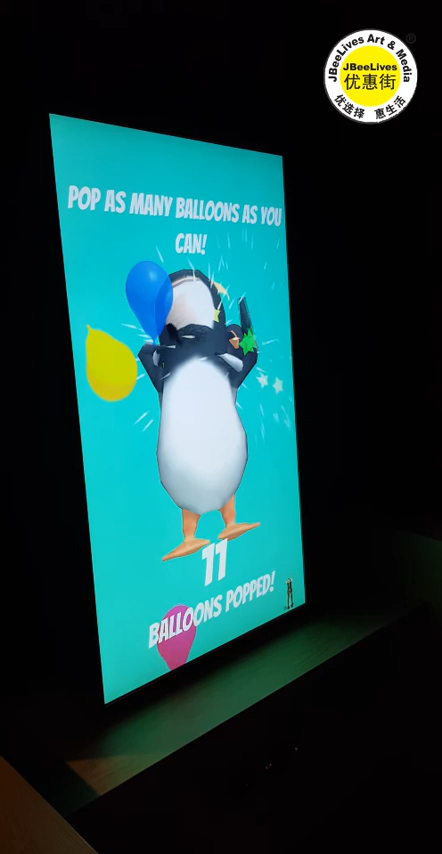 JBeeLives Art & Media
®
JBeeLives
优惠街
优选择 惠生活
POP AS MANY BALLOONS AS YOU
CAN!
11
BALLOONS POPPED!